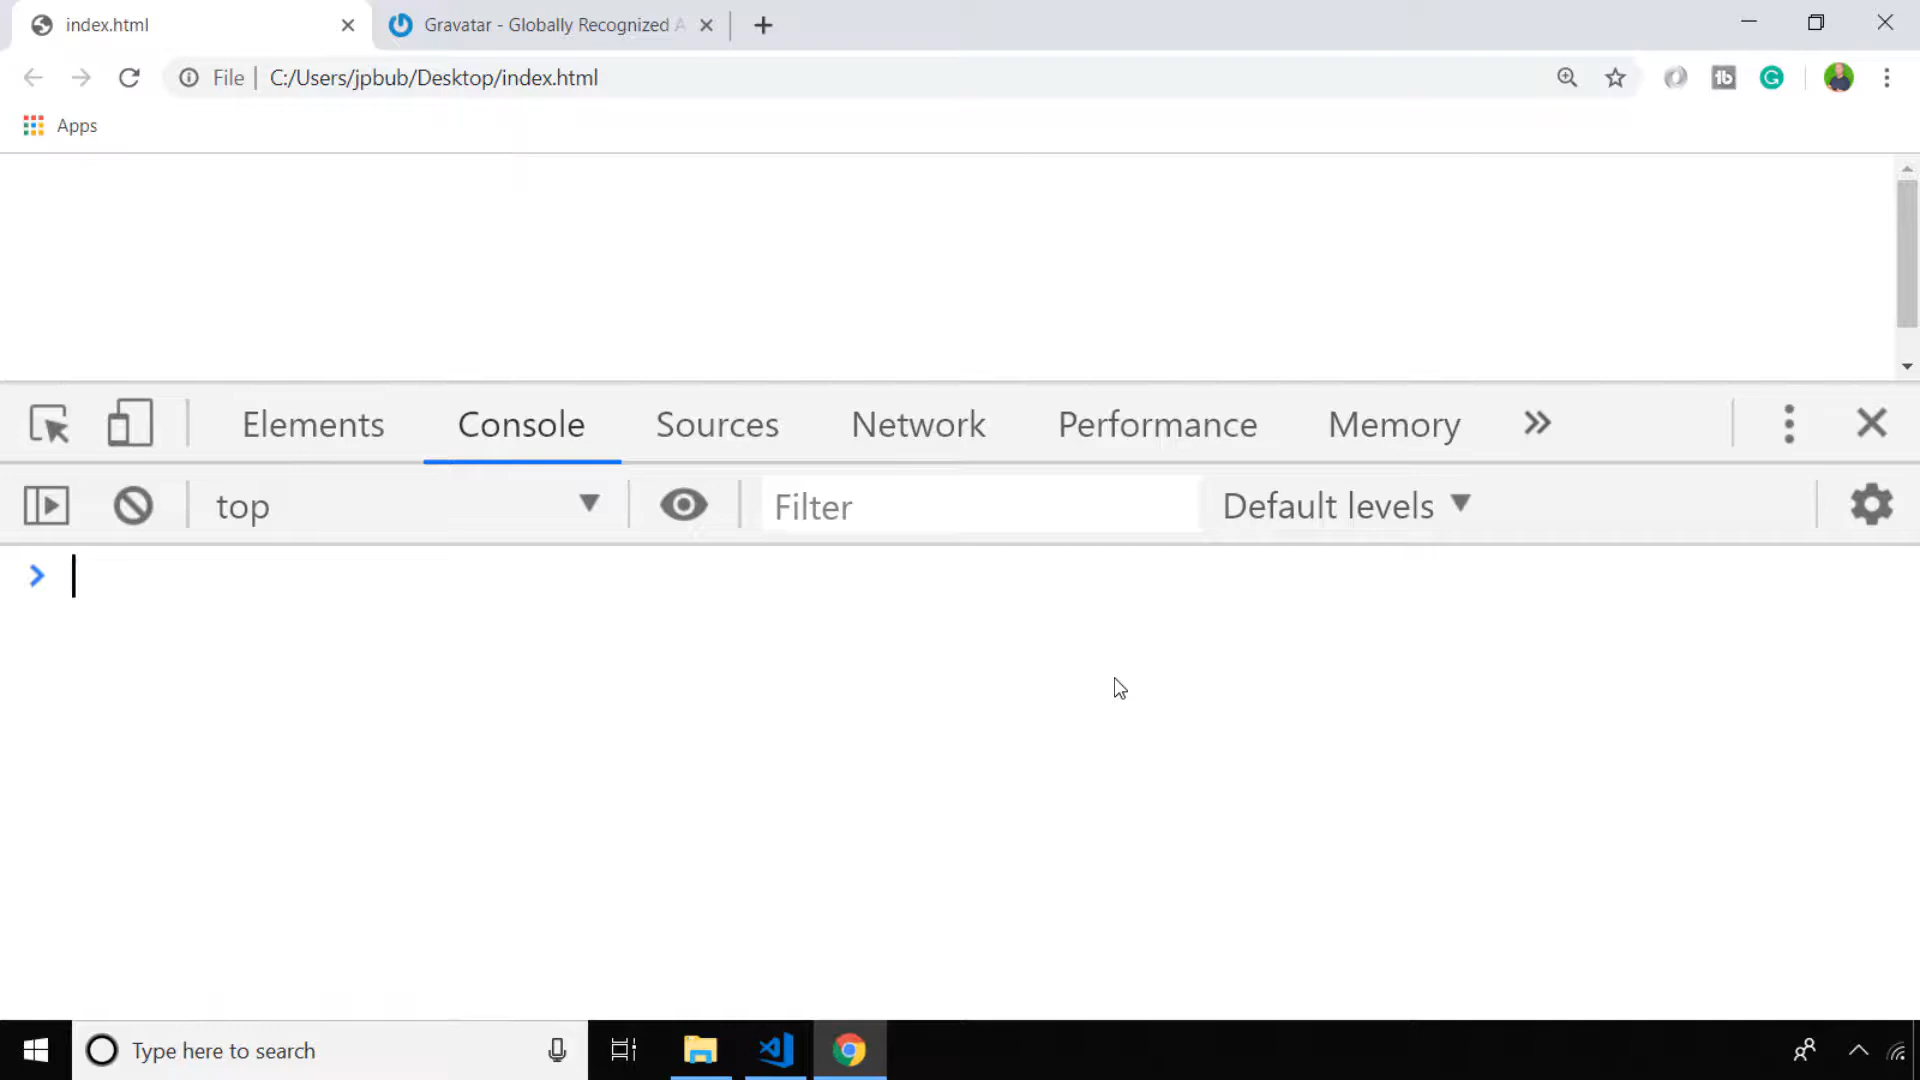 index.html
Gravatar - Globally Recognized A
File
C:/Users/jpbub/Desktop/index.html
Apps
Elements
Console
Sources
Network
Performance
Memory
top
Filter
Default levels
Type here to search